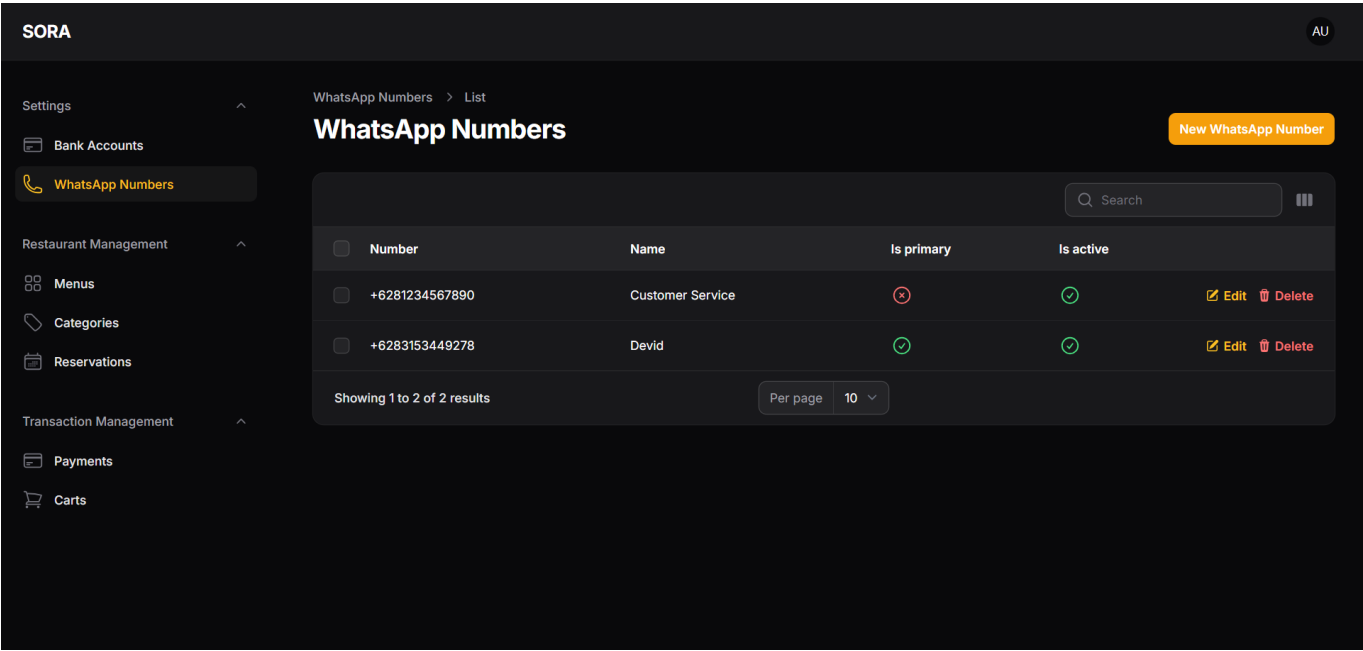 SORA
AU
Settings
Bank Accounts
WhatsApp Numbers
Restaurant Management
Menus
Categories
Reservations
Transaction Management
Payments
Carts
WhatsApp Numbers > List
WhatsApp Numbers
New WhatsApp Number
Search
Number Name Is primary Is active
+6281234567890 Customer Service Edit Delete
+6283153449278 Devid Edit Delete
Showing 1 to 2 of 2 results Per page 10